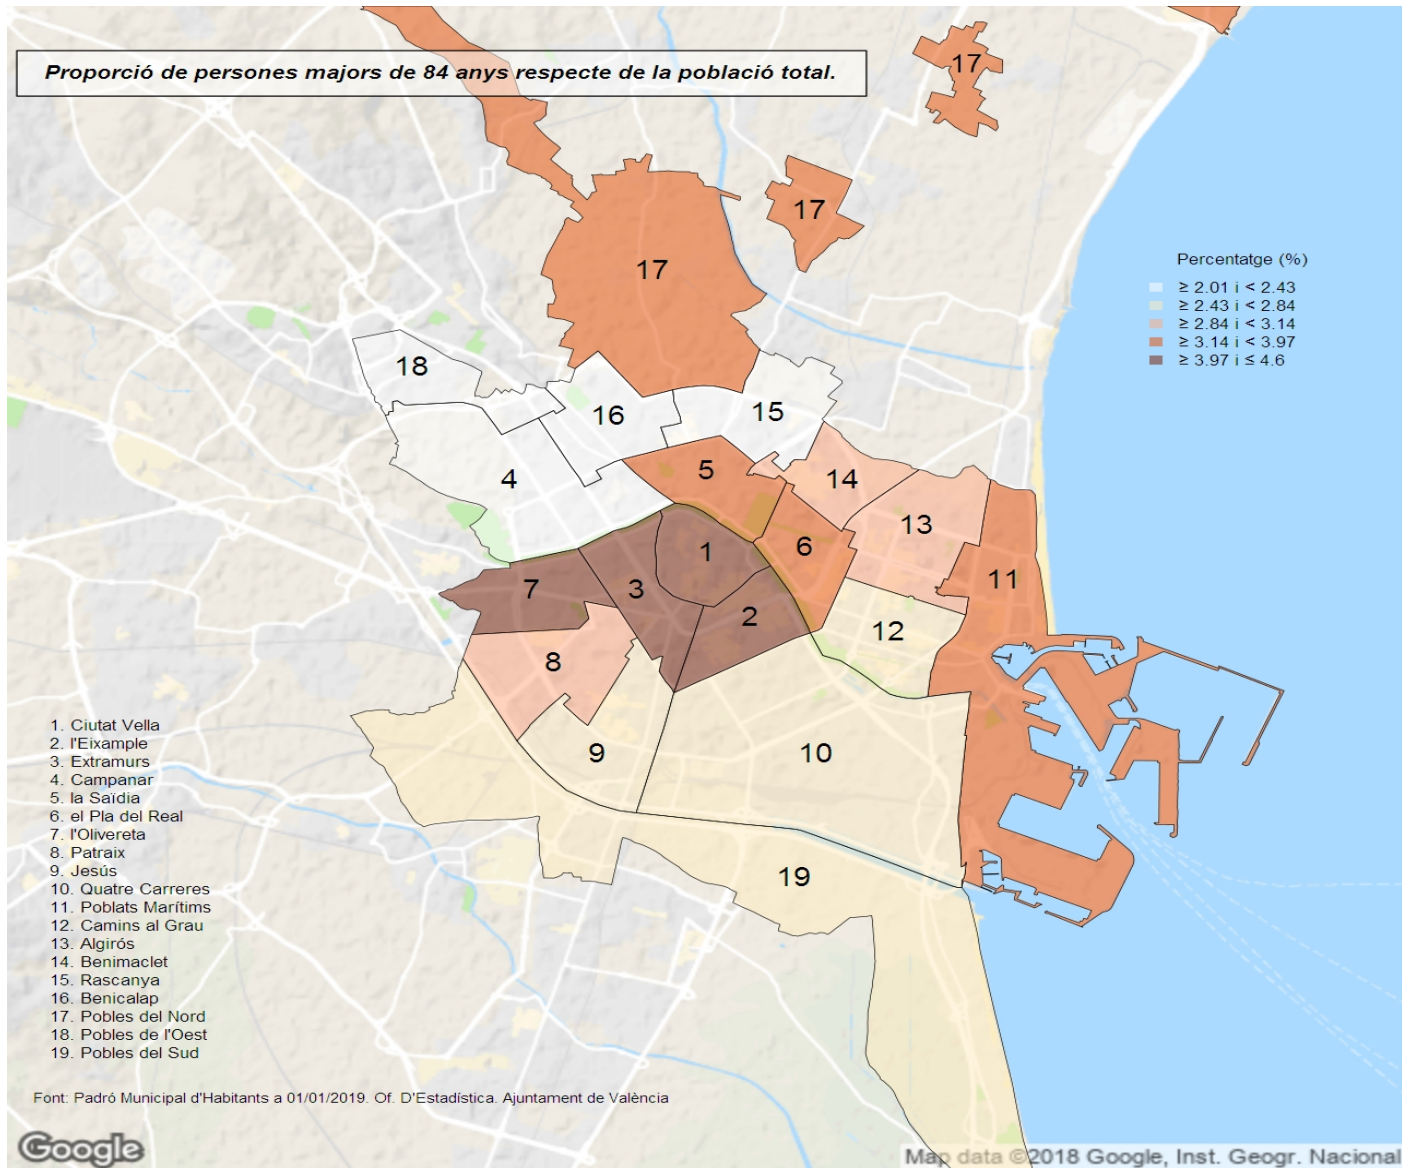 Proporció de persones majors de 84 anys respecte de la població total.
17
17
17
Percentatge (%)
≥ 2.01 i < 2.43
≥ 2.43 i < 2.84
≥ 2.84 i < 3.14
≥ 3.14 i < 3.97
≥ 3.97 i ≤ 4.6
18
16
15
4
5
14
13
1
6
7
3
11
2
12
8
9
10
19
1. Ciutat Vella
2. l'Eixample
3. Extramurs
4. Campanar
5. la Saïdia
6. el Pla del Real
7. l'Olivereta
8. Patraix
9. Jesús
10. Quatre Carreres
11. Poblats Marítims
12. Camins al Grau
13. Algirós
14. Benimaclet
15. Rascanya
16. Benicalap
17. Pobles del Nord
18. Pobles de l'Oest
19. Pobles del Sud
Font: Padró Municipal d'Habitants a 01/01/2019. Of. D'Estadística. Ajuntament de València
Google
Map data ©2018 Google, Inst. Geogr. Nacional